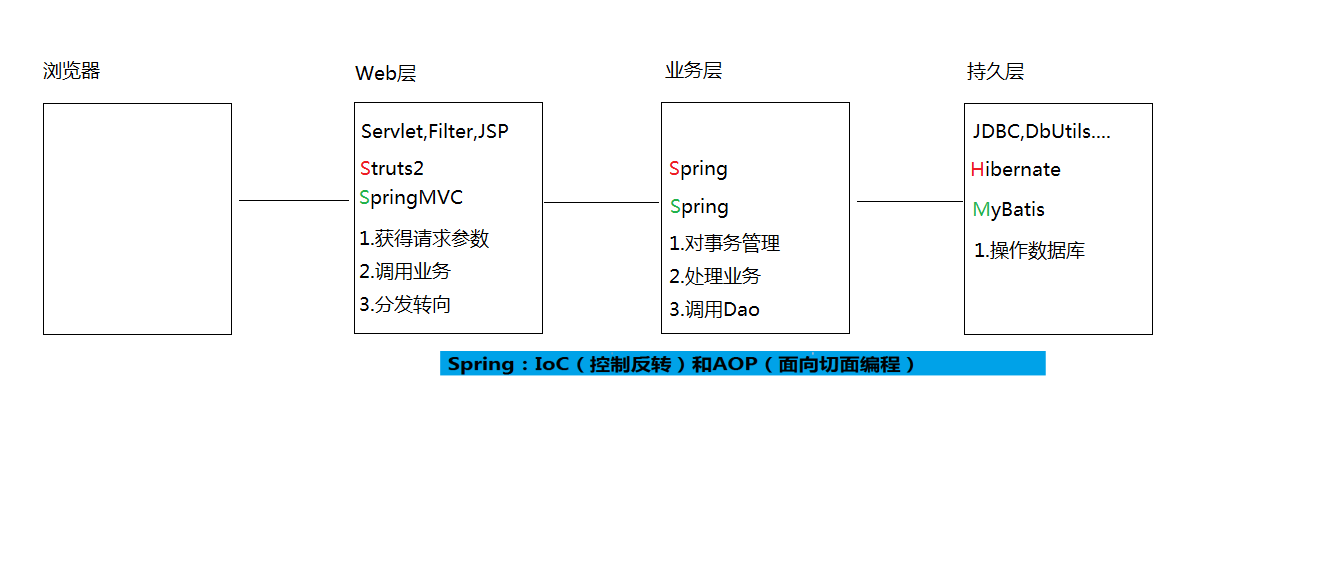 浏览器
Web层
Servlet,Filter,JSP
Struts2
SpringMVC
1.获得请求参数
2.调用业务
3.分发转向
业务层
Spring
Spring
1.对事务管理
2.处理业务
3.调用Dao
持久层
JDBC,DbUtils....
Hibernate
MyBatis
1.操作数据库
Spring：IoC（控制反转）和AOP（面向切面编程）